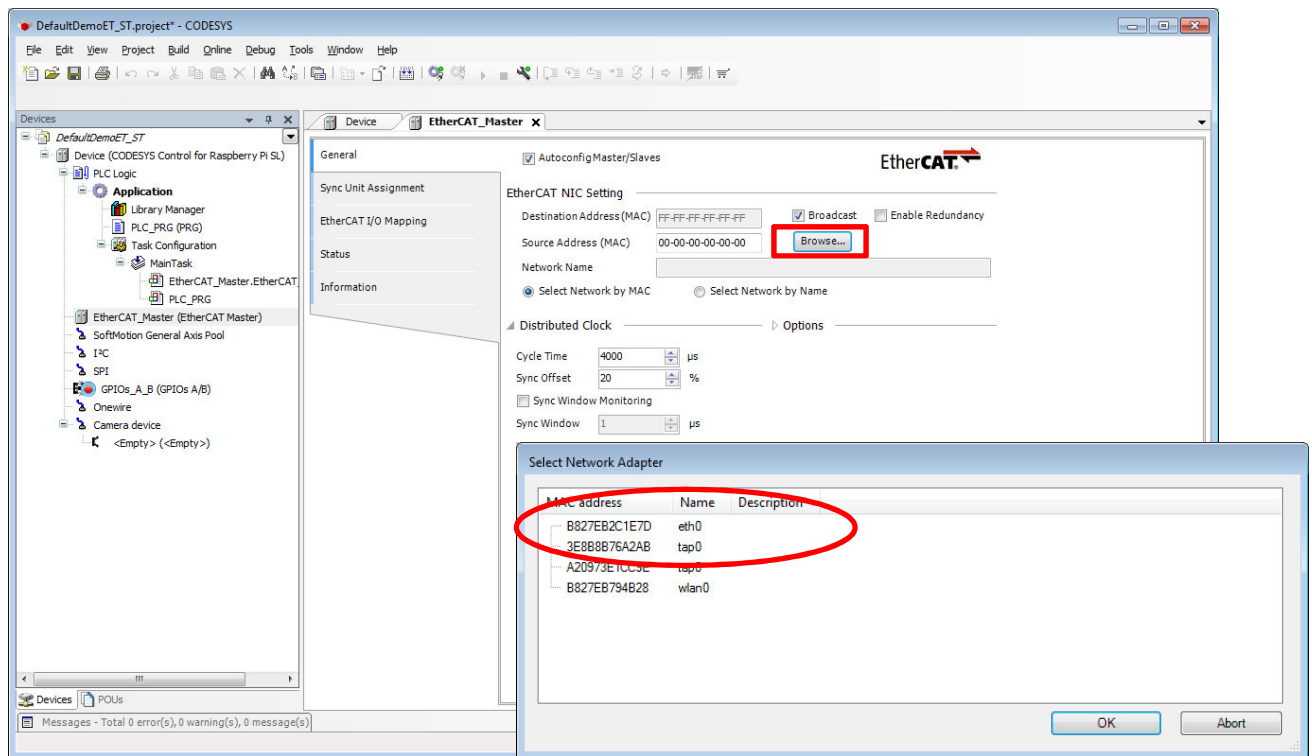 DefaultDemoET_ST.project* - CODESYS
File Edit View Project Build Online Debug Tools Window Help
Devices
DefaultDemoET_ST
Device (CODESYS Control for Raspberry Pi SL)
PLC Logic
Application
Library Manager
PLC_PRG (PRG)
Task Configuration
MainTask
EtherCAT_Master.EtherCAT_
PLC_PRG
EtherCAT_Master (EtherCAT Master)
SoftMotion General Axis Pool
I²C
SPI
GPIOs_A_B (GPIOs A/B)
Onewire
Camera device
<Empty> (<Empty>)
Devices POUs
Messages - Total 0 error(s), 0 warning(s), 0 message(s)
Device EtherCAT_Master
General
Sync Unit Assignment
EtherCAT I/O Mapping
Status
Information
Autoconfig Master/Slaves
EtherCAT
EtherCAT NIC Setting
Destination Address (MAC) FF-FF-FF-FF-FF-FF Broadcast Enable Redundancy
Source Address (MAC) 00-00-00-00-00-00 Browse...
Network Name
Select Network by MAC Select Network by Name
Distributed Clock Options
Cycle Time 4000 µs
Sync Offset 20 %
Sync Window Monitoring
Sync Window 1 µs
Select Network Adapter
MAC address Name Description
B827EB2C1E7D eth0
3E8B8B76A2AB tap0
tap0
B827EB794B28 wlan0
OK Abort